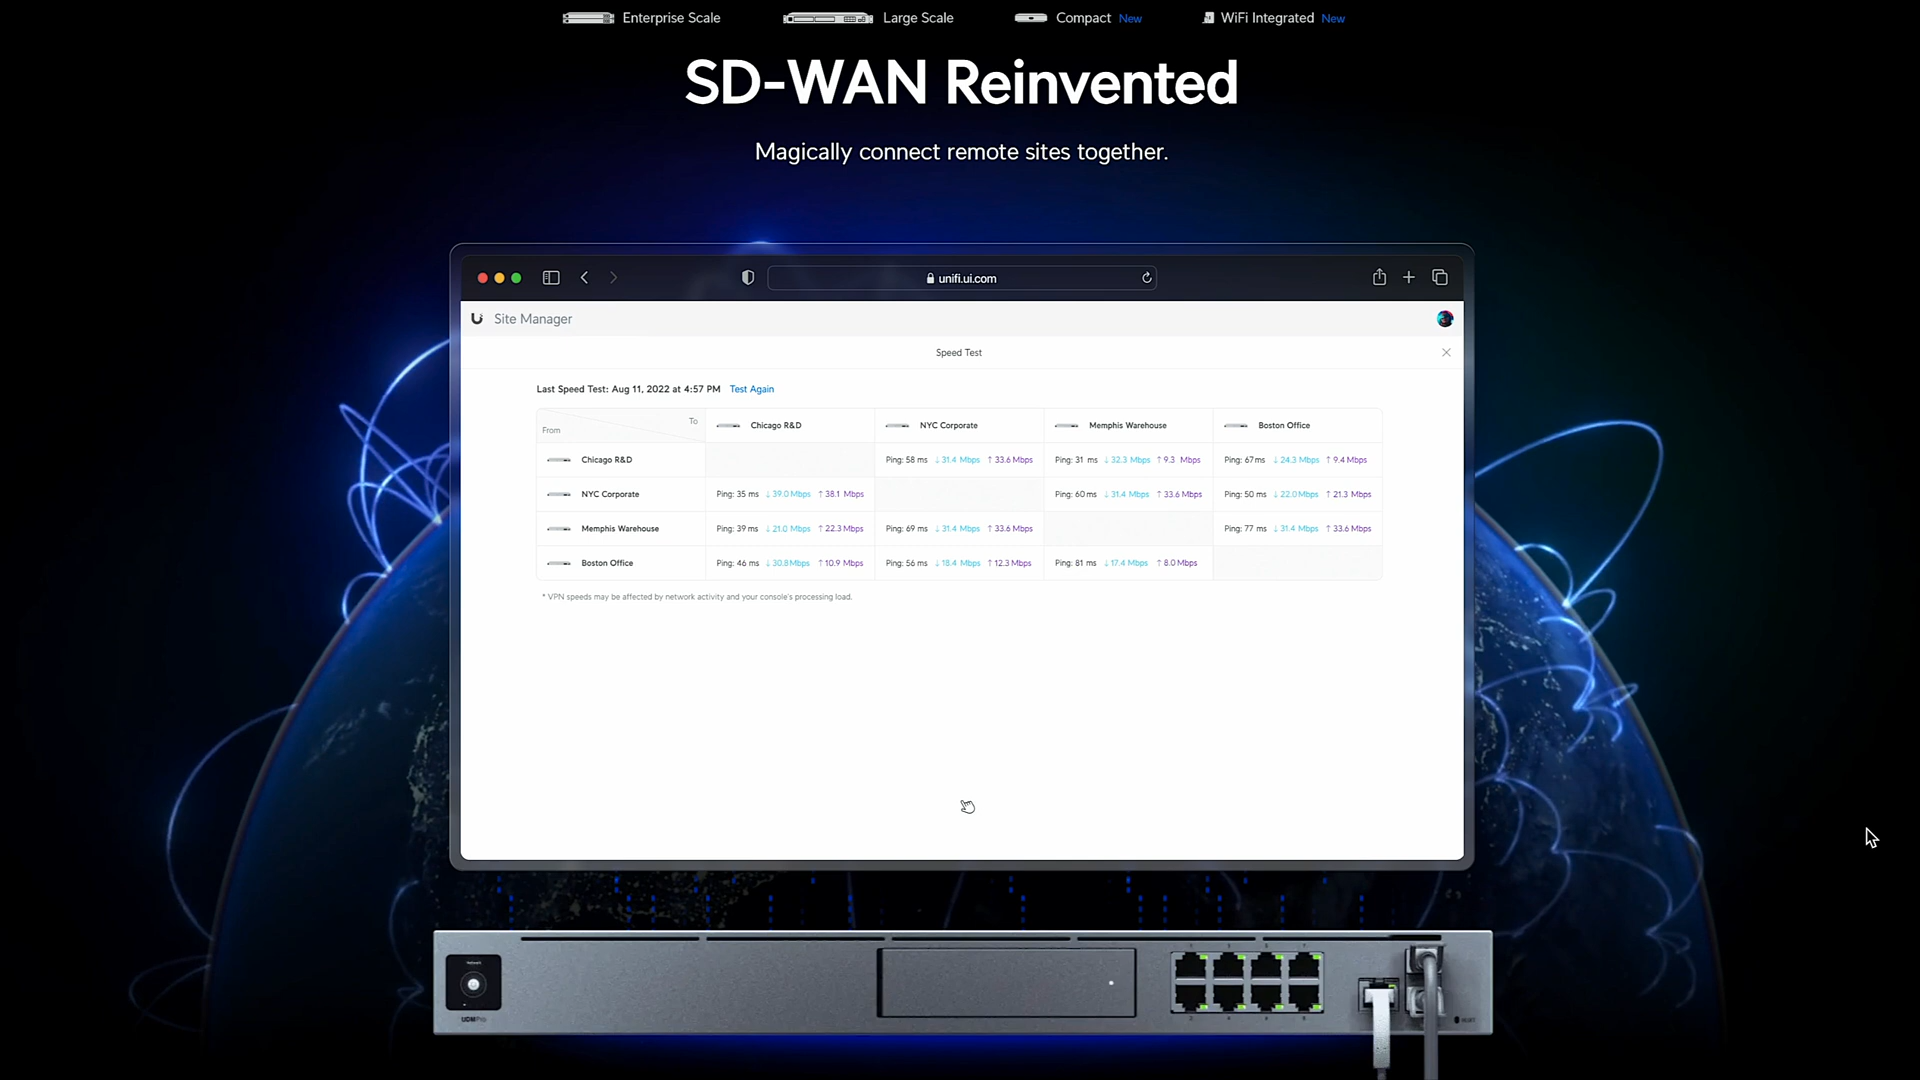 Enterprise Scale Large Scale Compact New WiFi Integrated New
SD-WAN Reinvented
Magically connect remote sites together.
unifi.ui.com
Site Manager
Speed Test
Last Speed Test: Aug 11, 2022 at 4:57 PM Test Again
From To Chicago R&D NYC Corporate Memphis Warehouse Boston Office
Chicago R&D Ping: 58 ms ↓31.4 Mbps ↑33.6 Mbps Ping: 31 ms ↓32.3 Mbps ↑9.3 Mbps Ping: 67 ms ↓24.3 Mbps ↑9.4 Mbps
NYC Corporate Ping: 35 ms ↓39.0 Mbps ↑38.1 Mbps Ping: 60 ms ↓31.4 Mbps ↑33.6 Mbps Ping: 50 ms ↓22.0 Mbps ↑21.3 Mbps
Memphis Warehouse Ping: 39 ms ↓21.0 Mbps ↑22.3 Mbps Ping: 69 ms ↓31.4 Mbps ↑33.6 Mbps Ping: 77 ms ↓31.4 Mbps ↑33.6 Mbps
Boston Office Ping: 46 ms ↓30.8 Mbps ↑10.9 Mbps Ping: 56 ms ↓18.4 Mbps ↑12.3 Mbps Ping: 81 ms ↓17.4 Mbps ↑8.0 Mbps
* VPN speeds may be affected by network activity and your console's processing load.
Network
UDM Pro